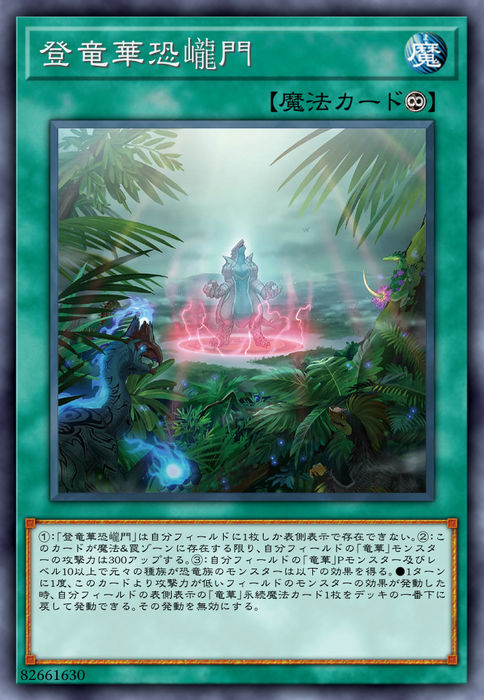 登竜華恐巄門
魔
【魔法カード】
①:「登竜華恐巄門」は自分フィールドに1枚しか表側表示で存在できない。②:こ
のカードが魔法&罠ゾーンに存在する限り、自分フィールドの「竜華」モンスター
の攻撃力は300アップする。③:自分フィールドの「竜華」Pモンスター及びレ
ベル10以上で元々の種族が恐竜族のモンスターは以下の効果を得る。●1ターン
に1度、このカードより攻撃力が低いフィールドのモンスターの効果が発動した
時、自分フィールドの表側表示の「竜華」永続魔法カード1枚をデッキの一番下に
戻して発動できる。その発動を無効にする。
82661630